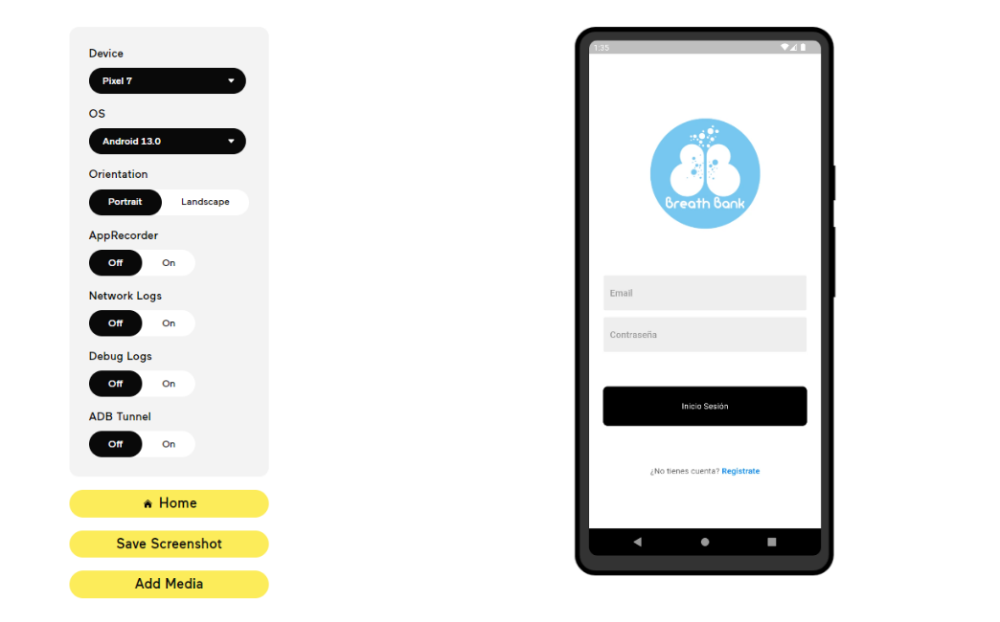 Device
Pixel 7
OS
Android 13.0
Orientation
Portrait Landscape
AppRecorder
Off On
Network Logs
Off On
Debug Logs
Off On
ADB Tunnel
Off On
Home
Save Screenshot
Add Media
1:35
Breath Bank
Email
Contraseña
Inicio Sesión
¿No tienes cuenta? Registrate